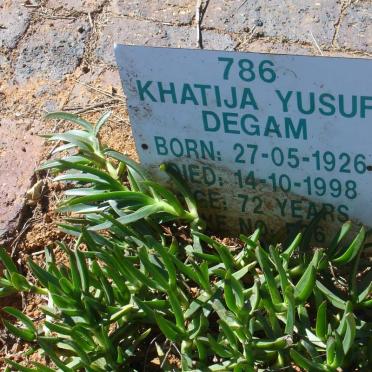 786
KHATIJA YUSUF
DEGAM
BORN: 27-05-1926
DIED: 14-10-1998
AGE: 72 YEARS